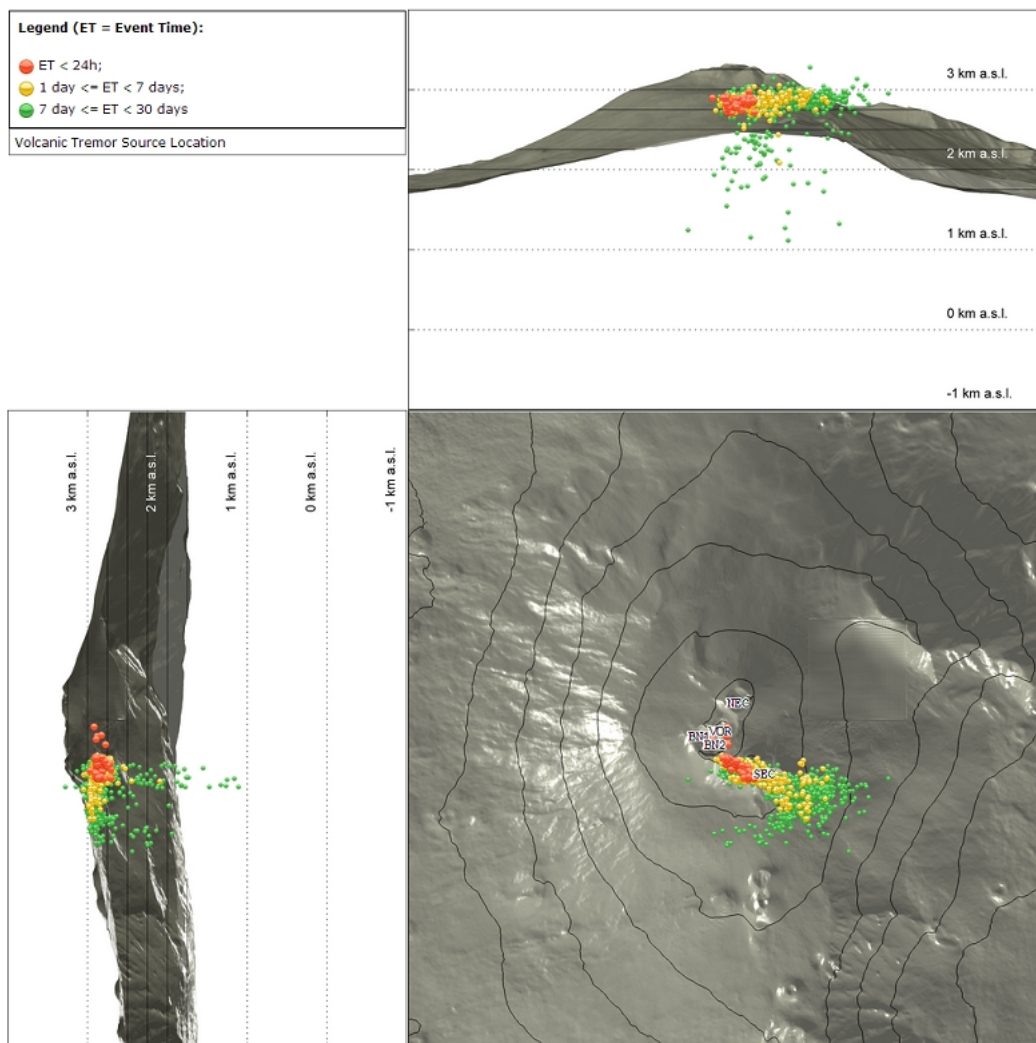 Legend (ET = Event Time):
ET < 24h;
1 day <= ET < 7 days;
7 day <= ET < 30 days
Volcanic Tremor Source Location
3 km a.s.l.
2 km a.s.l.
1 km a.s.l.
0 km a.s.l.
-1 km a.s.l.
3 km a.s.l.
2 km a.s.l.
1 km a.s.l.
0 km a.s.l.
-1 km a.s.l.
NEC
VOR
BN1
BN2
SEC